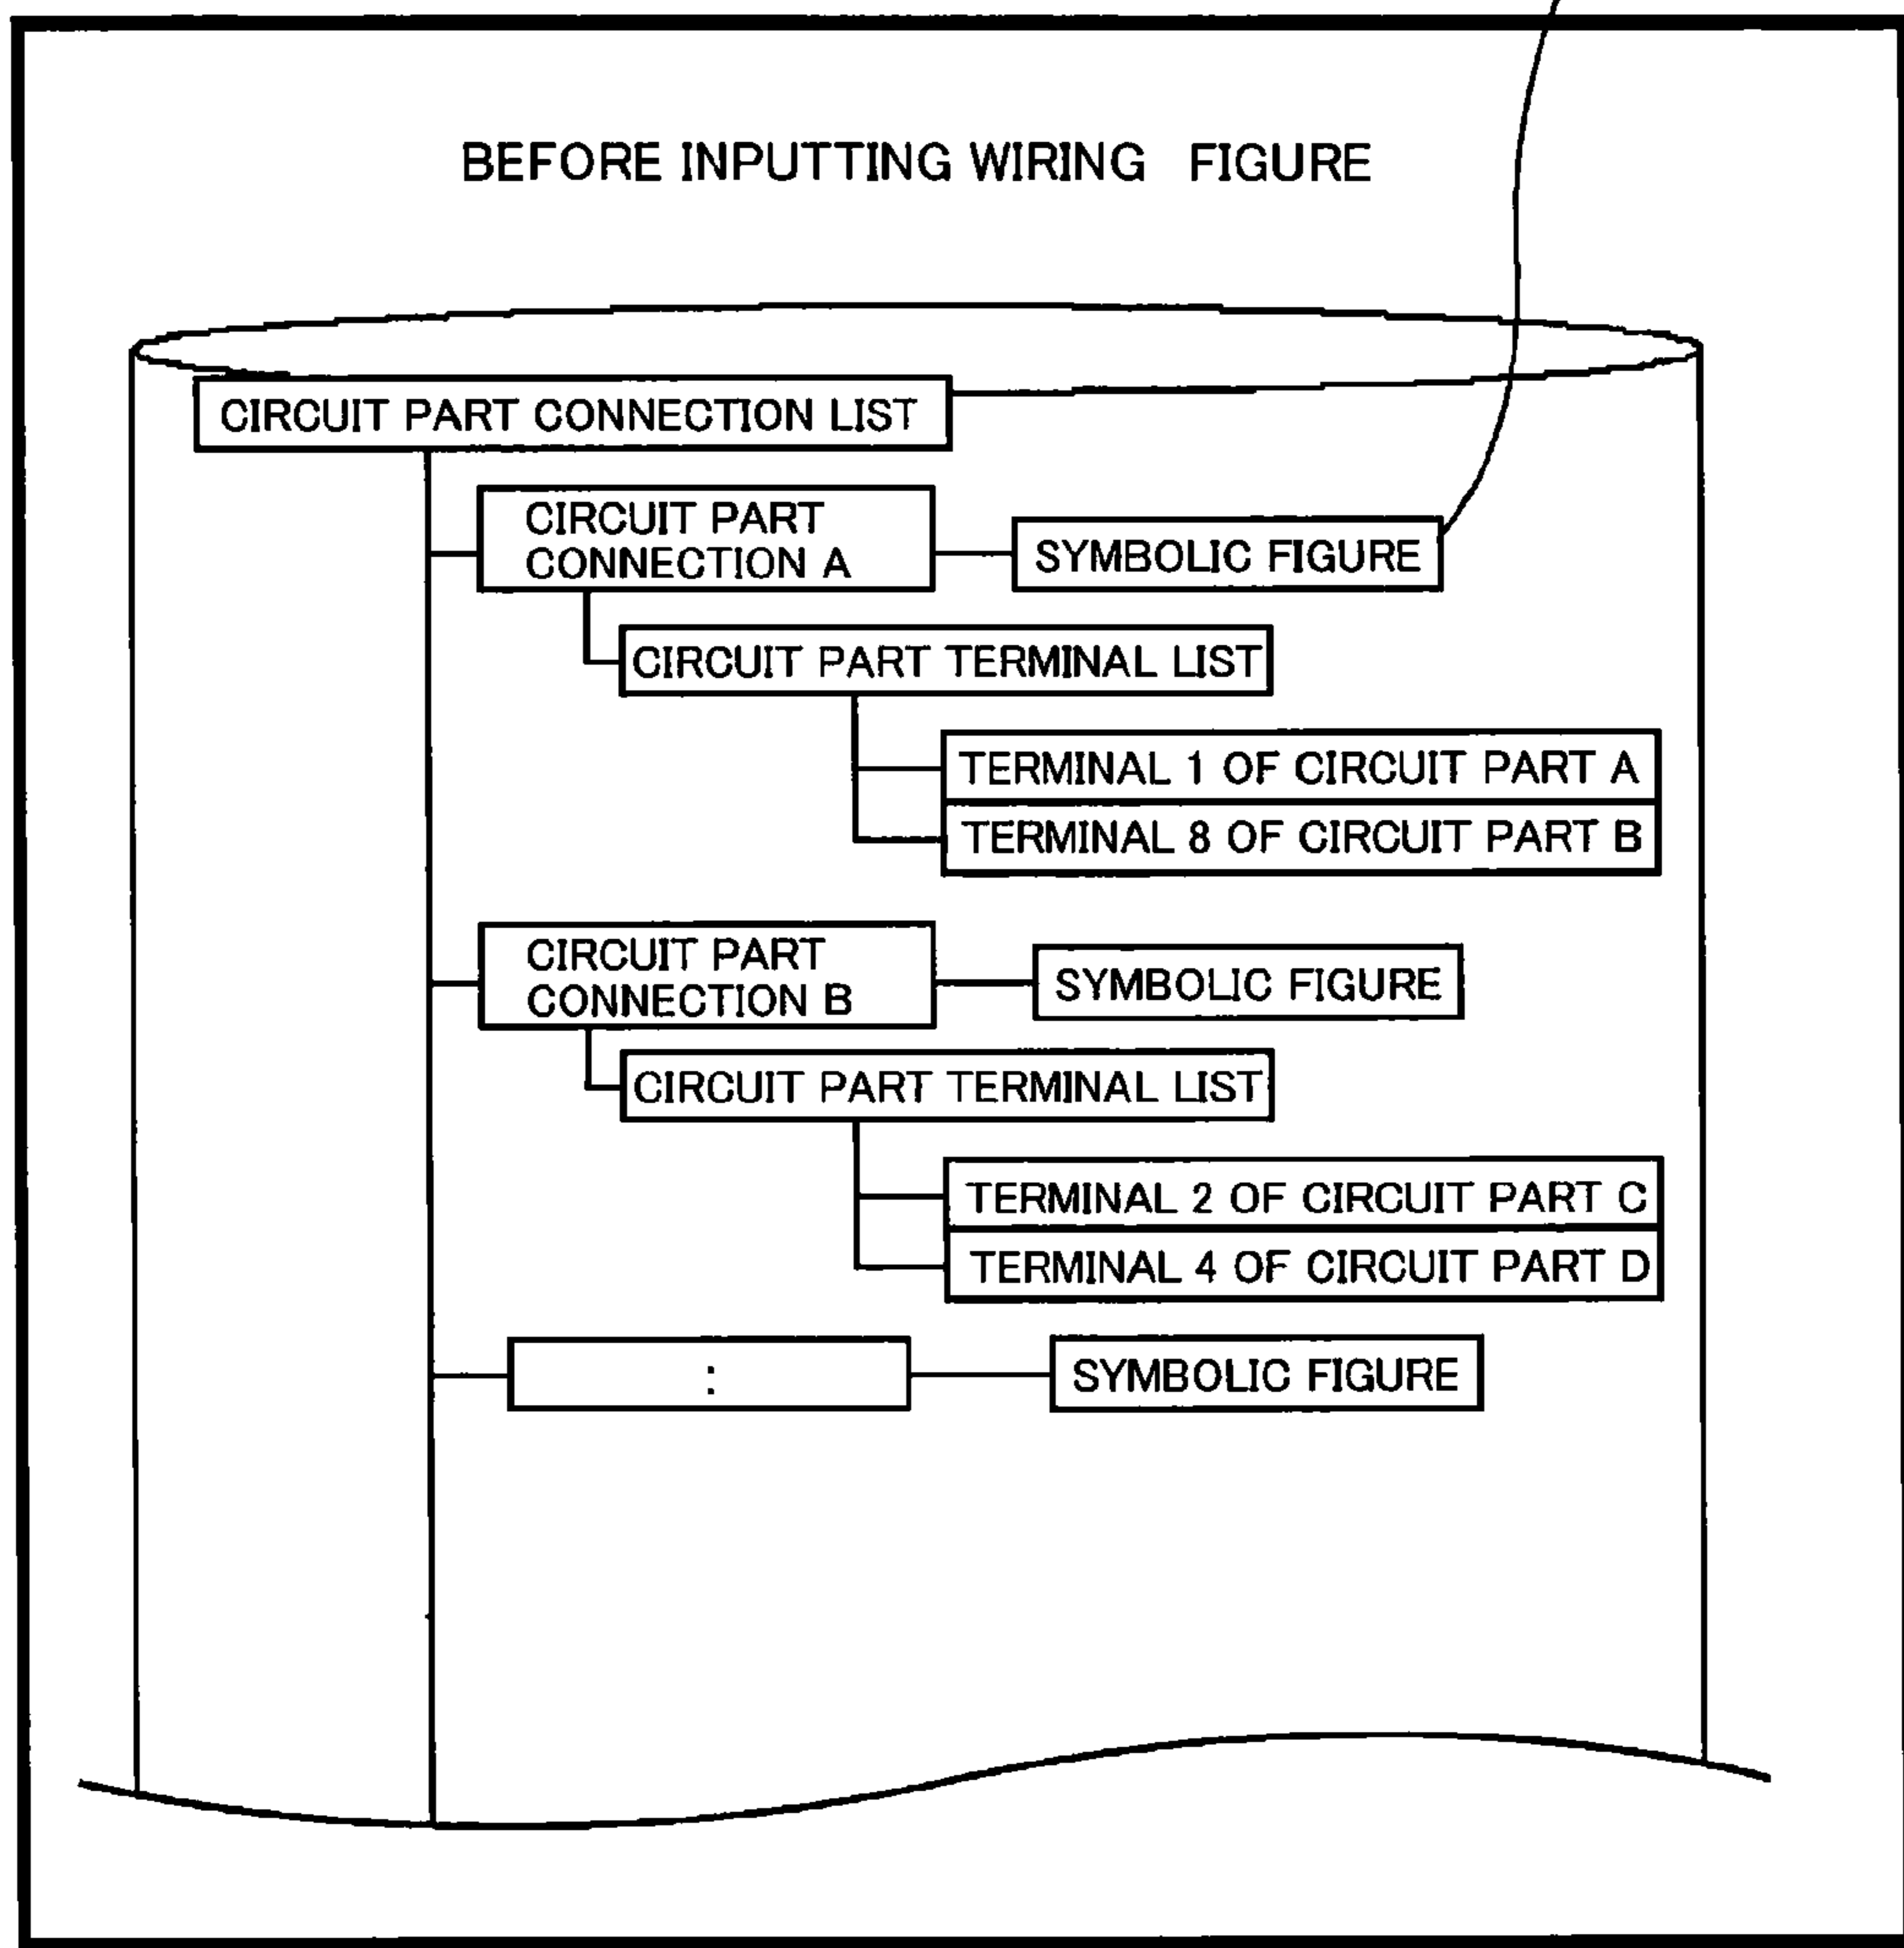 BEFORE INPUTTING WIRING FIGURE
CIRCUIT PART CONNECTION LIST
CIRCUIT PART
CONNECTION A
SYMBOLIC FIGURE
CIRCUIT PART TERMINAL LIST
TERMINAL 1 OF CIRCUIT PART A
TERMINAL 8 OF CIRCUIT PART B
CIRCUIT PART
CONNECTION B
SYMBOLIC FIGURE
CIRCUIT PART TERMINAL LIST
TERMINAL 2 OF CIRCUIT PART C
TERMINAL 4 OF CIRCUIT PART D
:
SYMBOLIC FIGURE